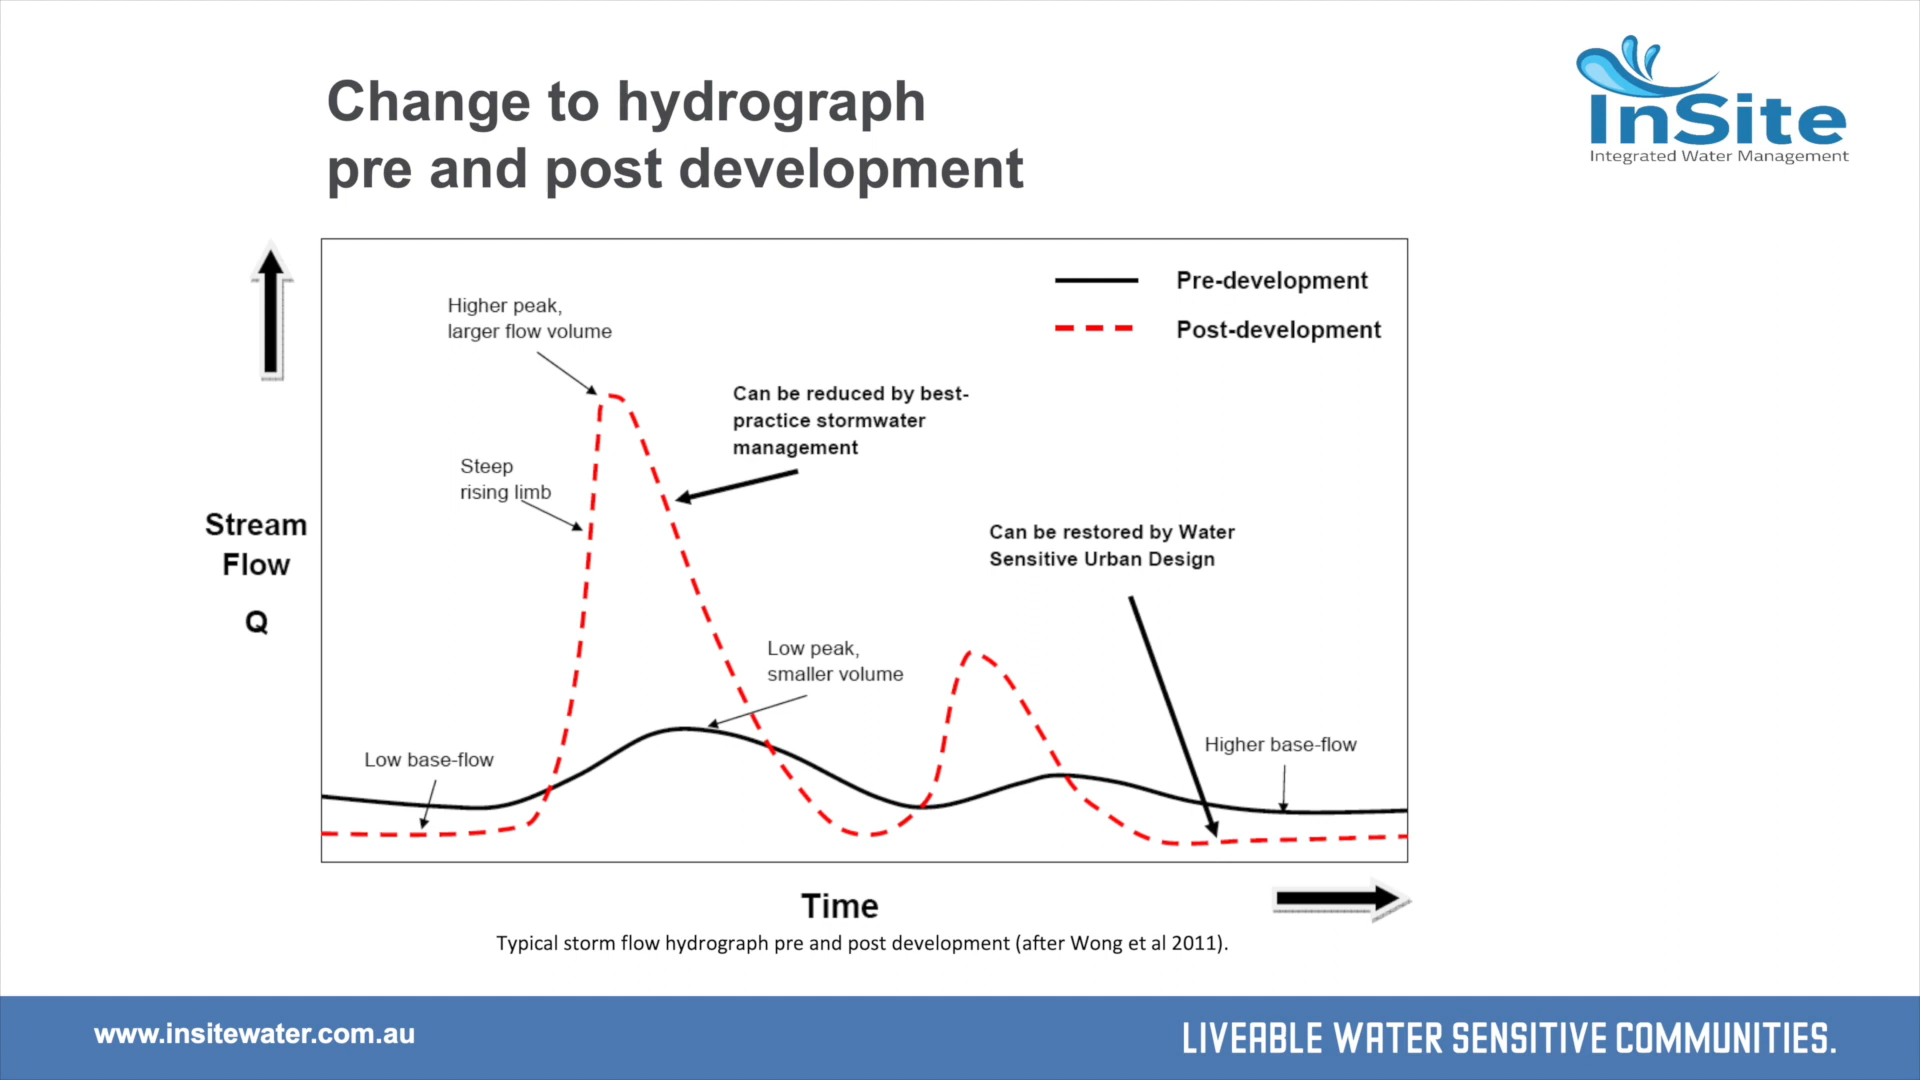 Change to hydrograph
pre and post development
InSite
Integrated Water Management
Pre-development
Post-development
Higher peak,
larger flow volume
Can be reduced by best-
practice stormwater
management
Steep
rising limb
Stream
Flow
Q
Can be restored by Water
Sensitive Urban Design
Low peak,
smaller volume
Low base-flow
Higher base-flow
Time
Typical storm flow hydrograph pre and post development (after Wong et al 2011).
www.insitewater.com.au
LIVEABLE WATER SENSITIVE COMMUNITIES.